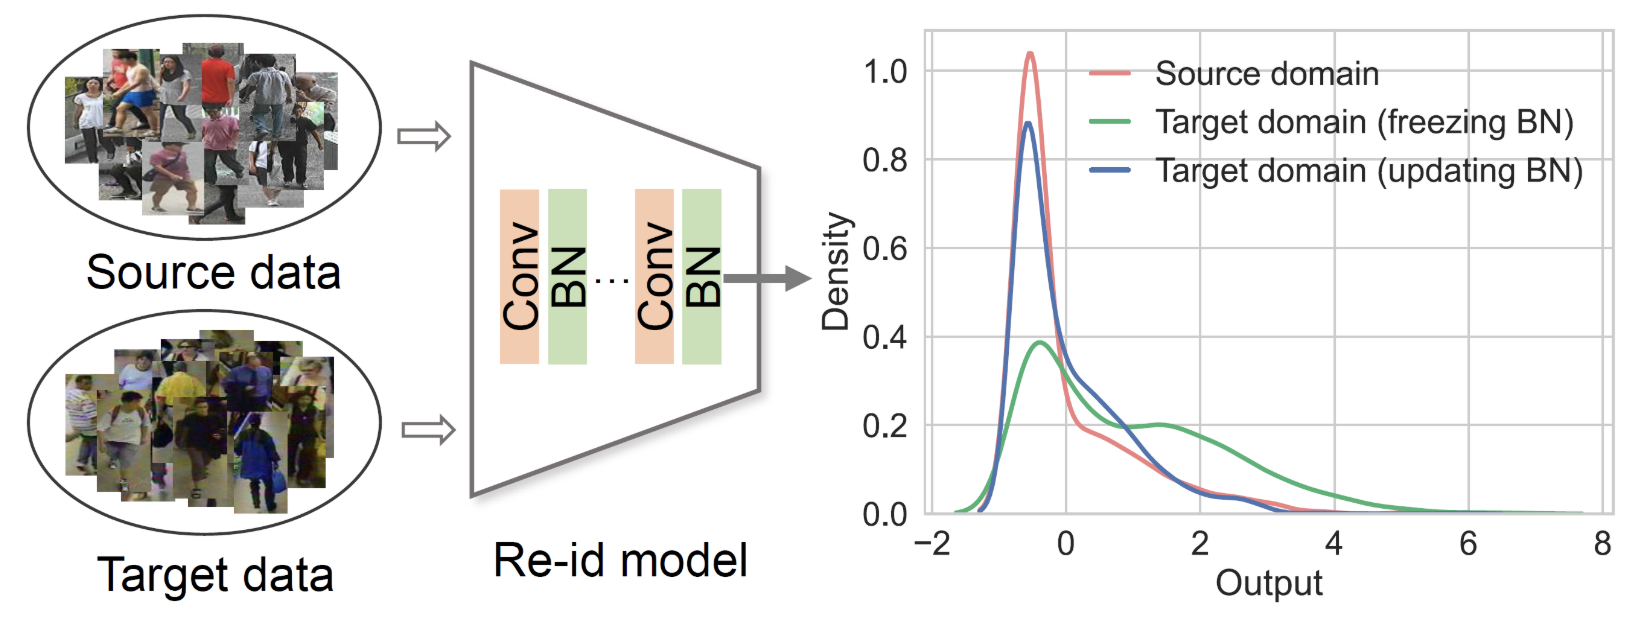 Source data
Target data
Conv
BN
...
Conv
BN
Re-id model
Source domain
Target domain (freezing BN)
Target domain (updating BN)
Density
1.0
0.8
0.6
0.4
0.2
0.0
−2 0 2 4 6 8
Output